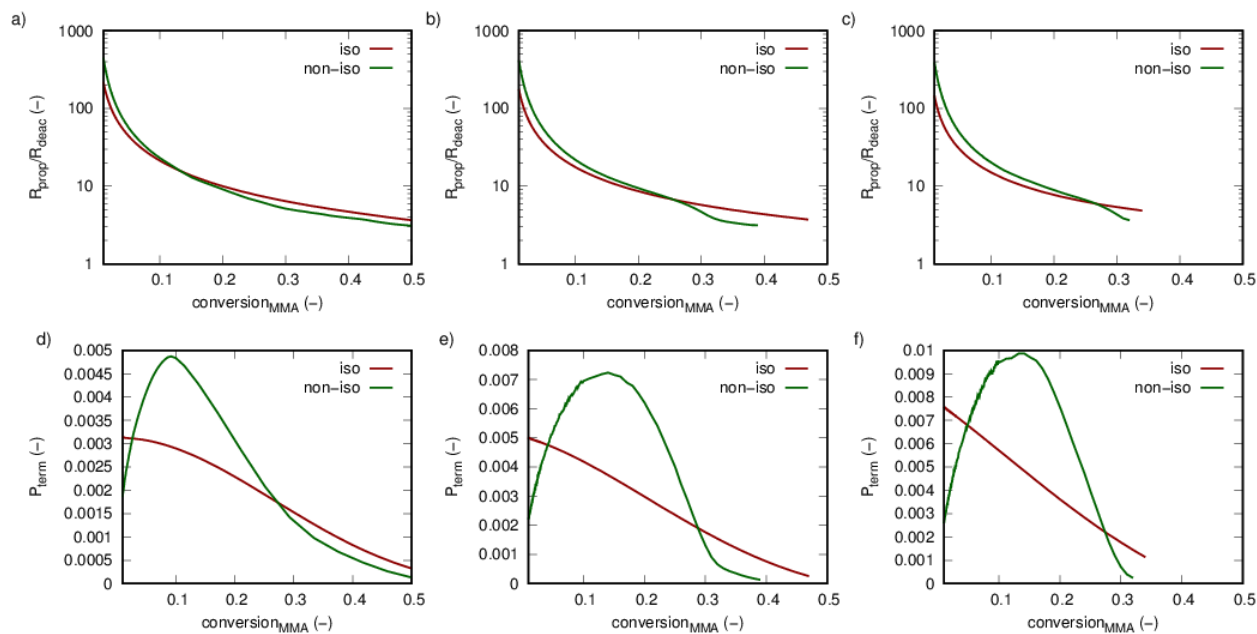 a)
1000
100
10
1
R_prop/R_deac (–)
iso
non–iso
0.1 0.2 0.3 0.4 0.5
conversion_MMA (–)
b)
1000
100
10
1
R_prop/R_deac (–)
iso
non–iso
0.1 0.2 0.3 0.4 0.5
conversion_MMA (–)
c)
1000
100
10
1
R_prop/R_deac (–)
iso
non–iso
0.1 0.2 0.3 0.4 0.5
conversion_MMA (–)
d)
0.005
0.0045
0.004
0.0035
0.003
0.0025
0.002
0.0015
0.001
0.0005
0
P_term (–)
iso
non–iso
0.1 0.2 0.3 0.4 0.5
conversion_MMA (–)
e)
0.008
0.007
0.006
0.005
0.004
0.003
0.002
0.001
0
P_term (–)
iso
non–iso
0.1 0.2 0.3 0.4 0.5
conversion_MMA (–)
f)
0.01
0.009
0.008
0.007
0.006
0.005
0.004
0.003
0.002
0.001
0
P_term (–)
iso
non–iso
0.1 0.2 0.3 0.4 0.5
conversion_MMA (–)